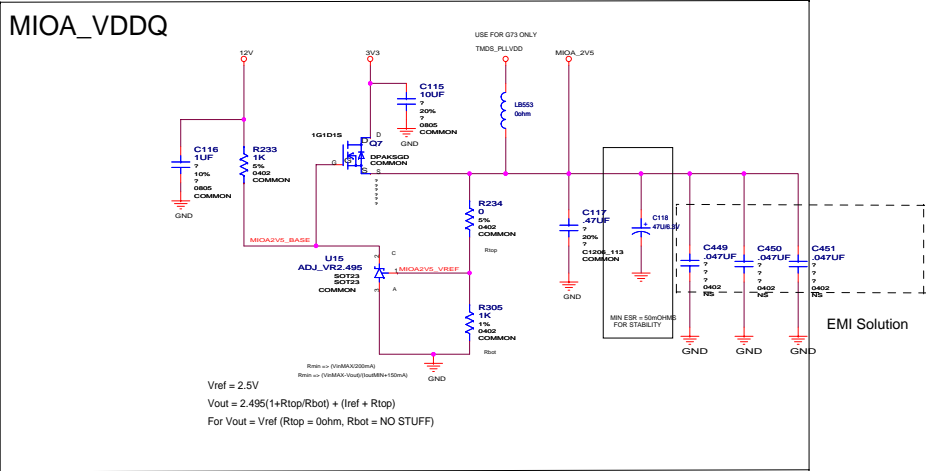 MIOA_VDDQ
USE FOR G73 ONLY
12V
3V3
TMDS_PLLVDD
MIOA_2V5
C115
10UF
?
20%
?
0805
COMMON
GND
LB553
0ohm
1G1D1S
D
D
Q7
G
G
S
S
DPAKSGD
COMMON
?
?
?
?
?
?
C116
1UF
?
10%
?
0805
COMMON
GND
R233
1K
5%
0402
COMMON
R234
0
5%
0402
COMMON
Rtop
C117
.47UF
?
20%
?
C1206_113
COMMON
GND
C118
47U/6.3V
MIN ESR = 50mOHMS
FOR STABILITY
C449
.047UF
?
?
?
0402
NS
GND
C450
.047UF
?
?
?
0402
NS
GND
C451
.047UF
?
?
?
0402
NS
GND
EMI Solution
MIOA2V5_BASE
U15
ADJ_VR2.495
SOT23
SOT23
COMMON
2
C
1
3
A
MIOA2V5_VREF
R305
1K
1%
0402
COMMON
Rbot
GND
Rmin => (VinMAX/200mA)
Rmin => (VinMAX-Vout)/(IoutMIN+150mA)
Vref = 2.5V
Vout = 2.495(1+Rtop/Rbot) + (Iref + Rtop)
For Vout = Vref (Rtop = 0ohm, Rbot = NO STUFF)